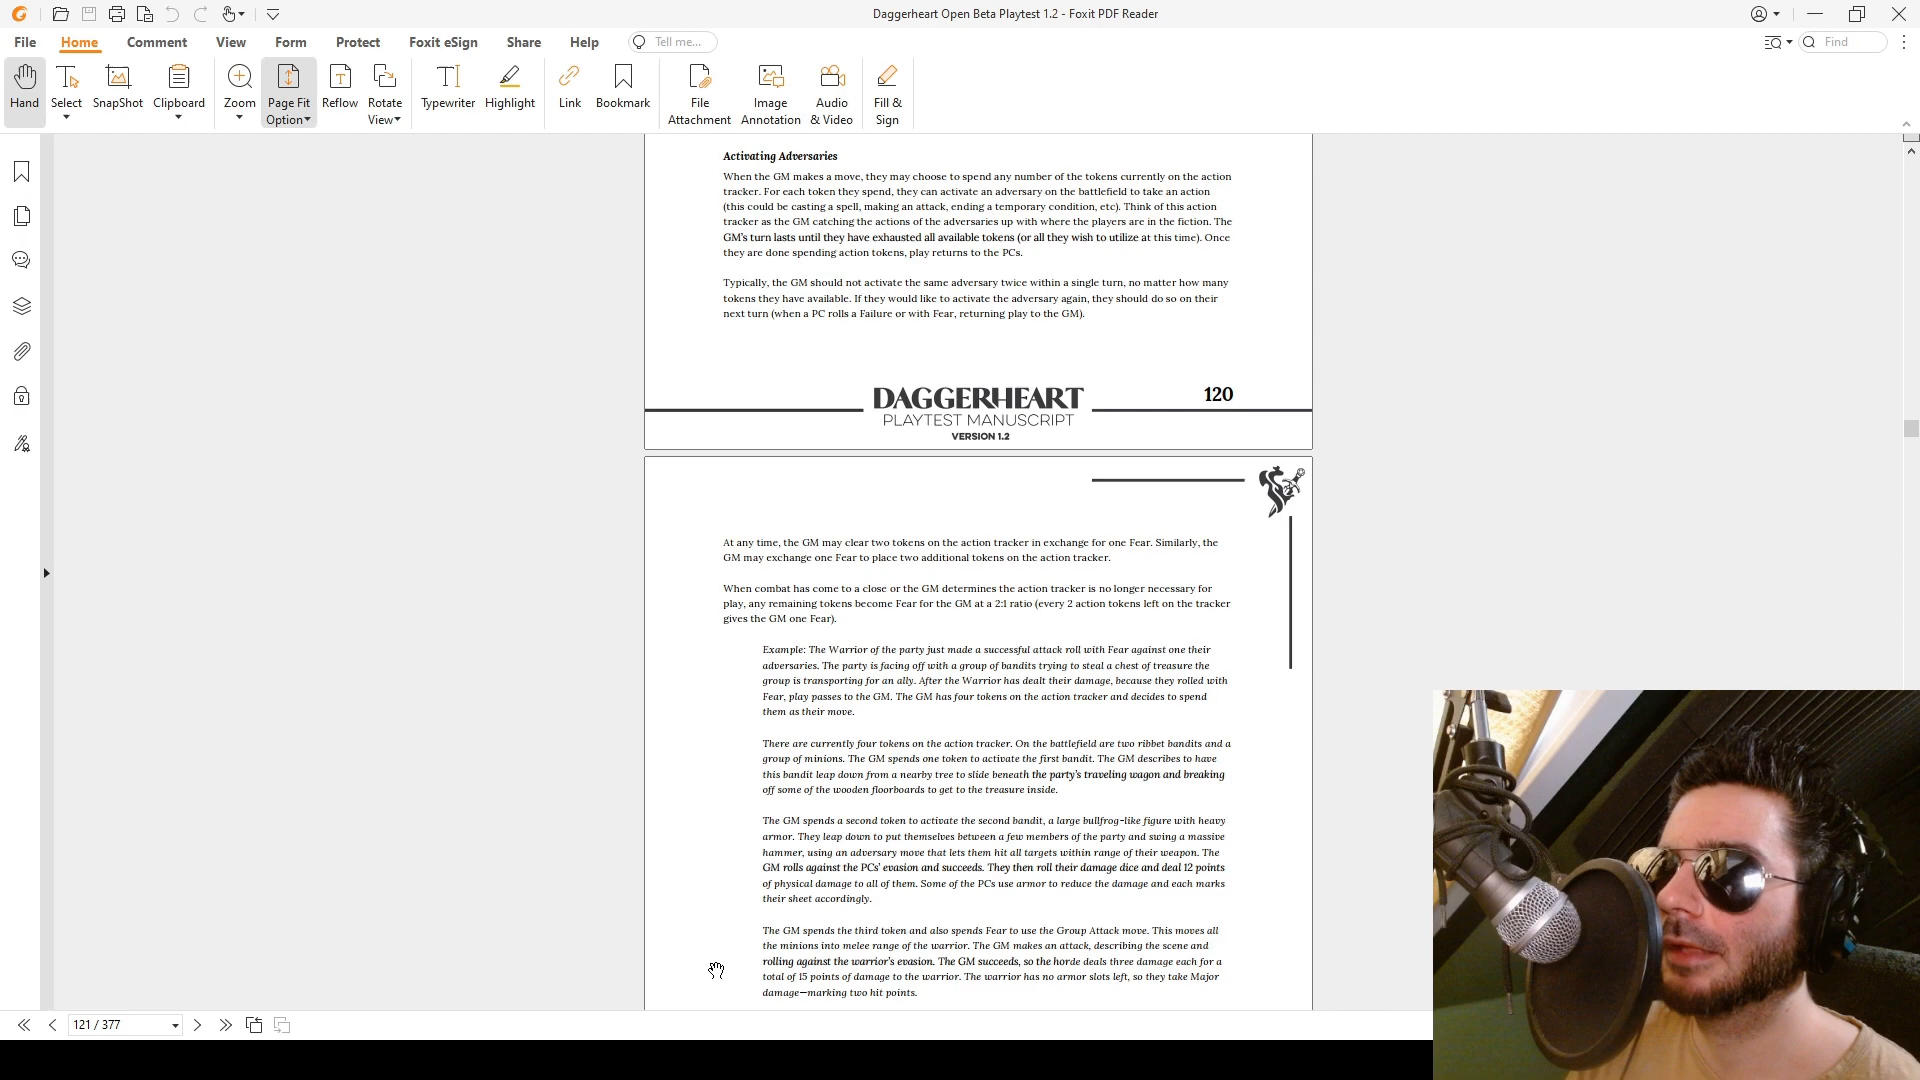 Daggerheart Open Beta Playtest 1.2 - Foxit PDF Reader
File Home Comment View Form Protect Foxit eSign Share Help Tell me... Find
Hand Select SnapShot Clipboard Zoom Page Fit Option Reflow Rotate View Typewriter Highlight Link Bookmark File Attachment Image Annotation Audio & Video Fill & Sign
Activating Adversaries
When the GM makes a move, they may choose to spend any number of the tokens currently on the action
tracker. For each token they spend, they can activate an adversary on the battlefield to take an action
(this could be casting a spell, making an attack, ending a temporary condition, etc). Think of this action
tracker as the GM catching the actions of the adversaries up with where the players are in the fiction. The
GM's turn lasts until they have exhausted all available tokens (or all they wish to utilize at this time). Once
they are done spending action tokens, play returns to the PCs.
Typically, the GM should not activate the same adversary twice within a single turn, no matter how many
tokens they have available. If they would like to activate the adversary again, they should do so on their
next turn (when a PC rolls a Failure or with Fear, returning play to the GM).
DAGGERHEART
120
PLAYTEST MANUSCRIPT
VERSION 1.2
At any time, the GM may clear two tokens on the action tracker in exchange for one Fear. Similarly, the
GM may exchange one Fear to place two additional tokens on the action tracker.
When combat has come to a close or the GM determines the action tracker is no longer necessary for
play, any remaining tokens become Fear for the GM at a 2:1 ratio (every 2 action tokens left on the tracker
gives the GM one Fear).
Example: The Warrior of the party just made a successful attack roll with Fear against one their
adversaries. The party is facing off with a group of bandits trying to steal a chest of treasure the
group is transporting for an ally. After the Warrior has dealt their damage, because they rolled with
Fear, play passes to the GM. The GM has four tokens on the action tracker and decides to spend
them as their move.
There are currently four tokens on the action tracker. On the battlefield are two ribbet bandits and a
group of minions. The GM spends one token to activate the first bandit. The GM describes to have
this bandit leap down from a nearby tree to slide beneath the party's traveling wagon and breaking
off some of the wooden floorboards to get to the treasure inside.
The GM spends a second token to activate the second bandit, a large bullfrog-like figure with heavy
armor. They leap down to put themselves between a few members of the party and swing a massive
hammer, using an adversary move that lets them hit all targets within range of their weapon. The
GM rolls against the PCs' evasion and succeeds. They then roll their damage dice and deal 12 points
of physical damage to all of them. Some of the PCs use armor to reduce the damage and each marks
their sheet accordingly.
The GM spends the third token and also spends Fear to use the Group Attack move. This moves all
the minions into melee range of the warrior. The GM makes an attack, describing the scene and
rolling against the warrior's evasion. The GM succeeds, so the horde deals three damage each for a
total of 15 points of damage to the warrior. The warrior has no armor slots left, so they take Major
damage—marking two hit points.
121 / 377